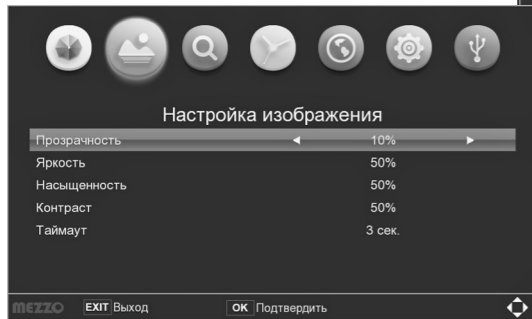 Настройка изображения
Прозрачность 10%
Яркость 50%
Насыщенность 50%
Контраст 50%
Таймаут 3 сек.
mezzo EXIT Выход OK Подтвердить